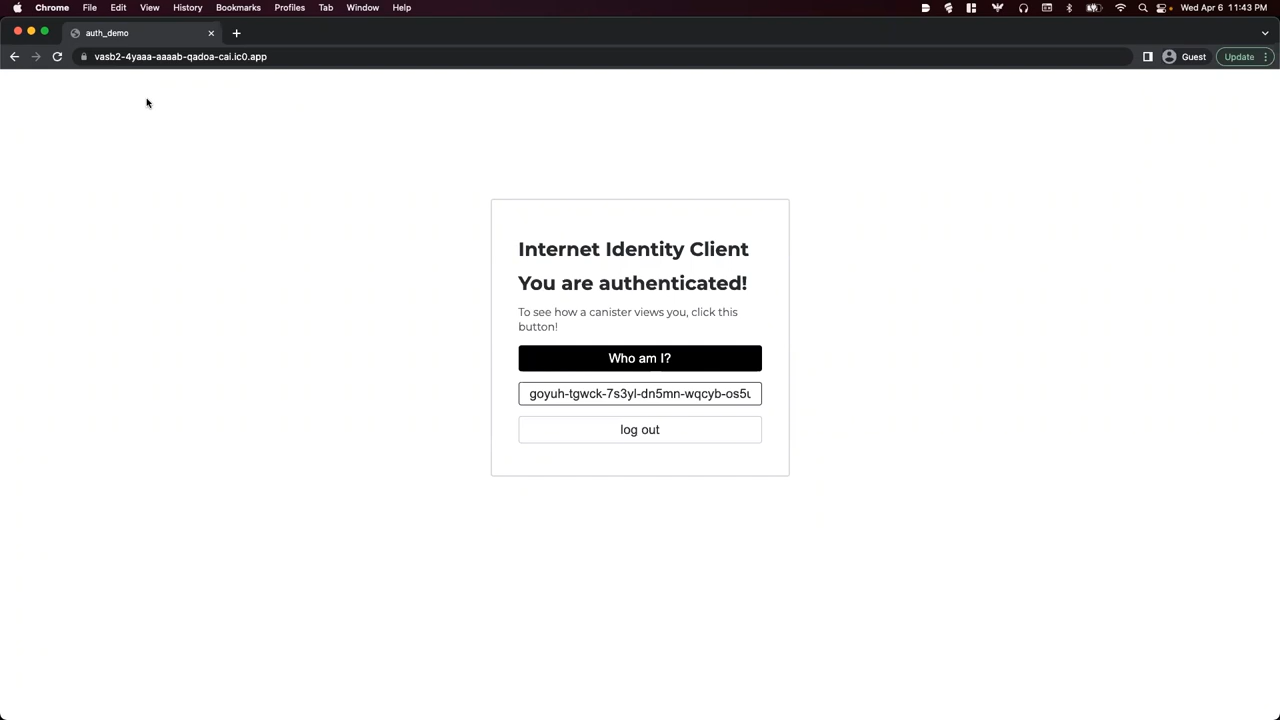 Chrome File Edit View History Bookmarks Profiles Tab Window Help Wed Apr 6 11:43 PM
auth_demo
vasb2-4yaaa-aaaab-qadoa-cai.ic0.app Guest Update
Internet Identity Client
You are authenticated!
To see how a canister views you, click this
button!
Who am I?
goyuh-tgwck-7s3yl-dn5mn-wqcyb-os5u
log out